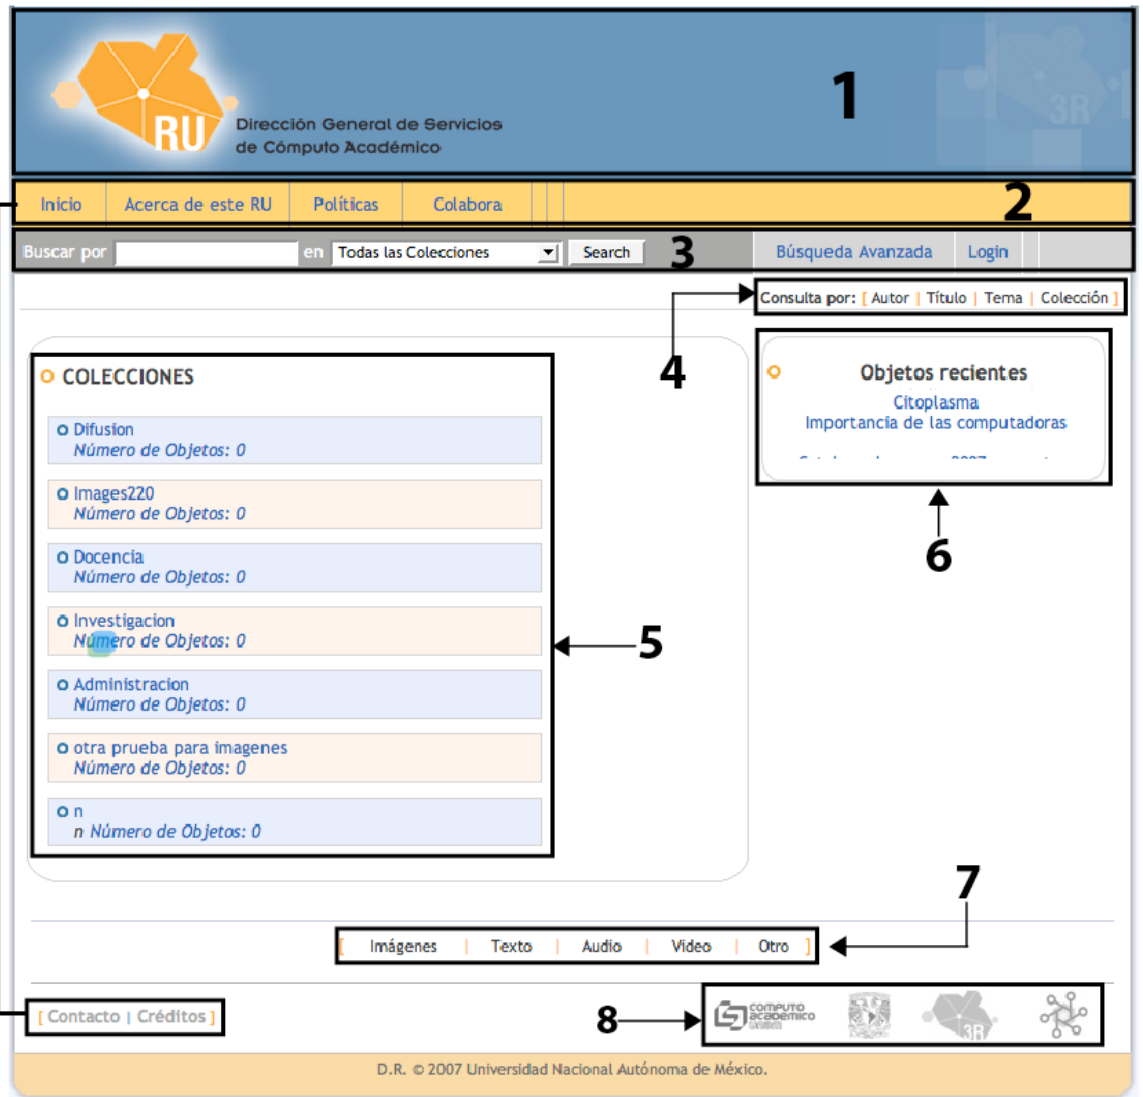 1
3R
RU
Dirección General de Servicios
de Cómputo Académico
2
Inicio Acerca de este RU Políticas Colabora
Buscar por en Todas las Colecciones Search 3 Búsqueda Avanzada Login
Consulta por: [ Autor | Título | Tema | Colección ]
4
COLECCIONES
Difusion
Número de Objetos: 0
Images220
Número de Objetos: 0
Docencia
Número de Objetos: 0
Investigacion
Número de Objetos: 0
Administracion
Número de Objetos: 0
otra prueba para imagenes
Número de Objetos: 0
n
n Número de Objetos: 0
5
Objetos recientes
Citoplasma
Importancia de las computadoras
6
7
[ Imágenes | Texto | Audio | Video | Otro ]
[ Contacto | Créditos ]
8
computo
academico
3R
D.R. © 2007 Universidad Nacional Autónoma de México.